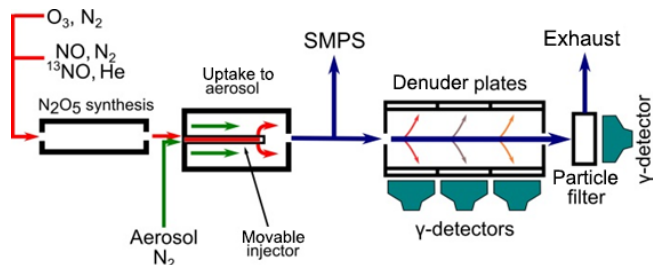 O₃, N₂
NO, N₂
¹³NO, He
N₂O₅ synthesis
Uptake to
aerosol
Aerosol
N₂
Movable
injector
SMPS
Denuder plates
γ-detectors
Exhaust
Particle
filter
γ-detector